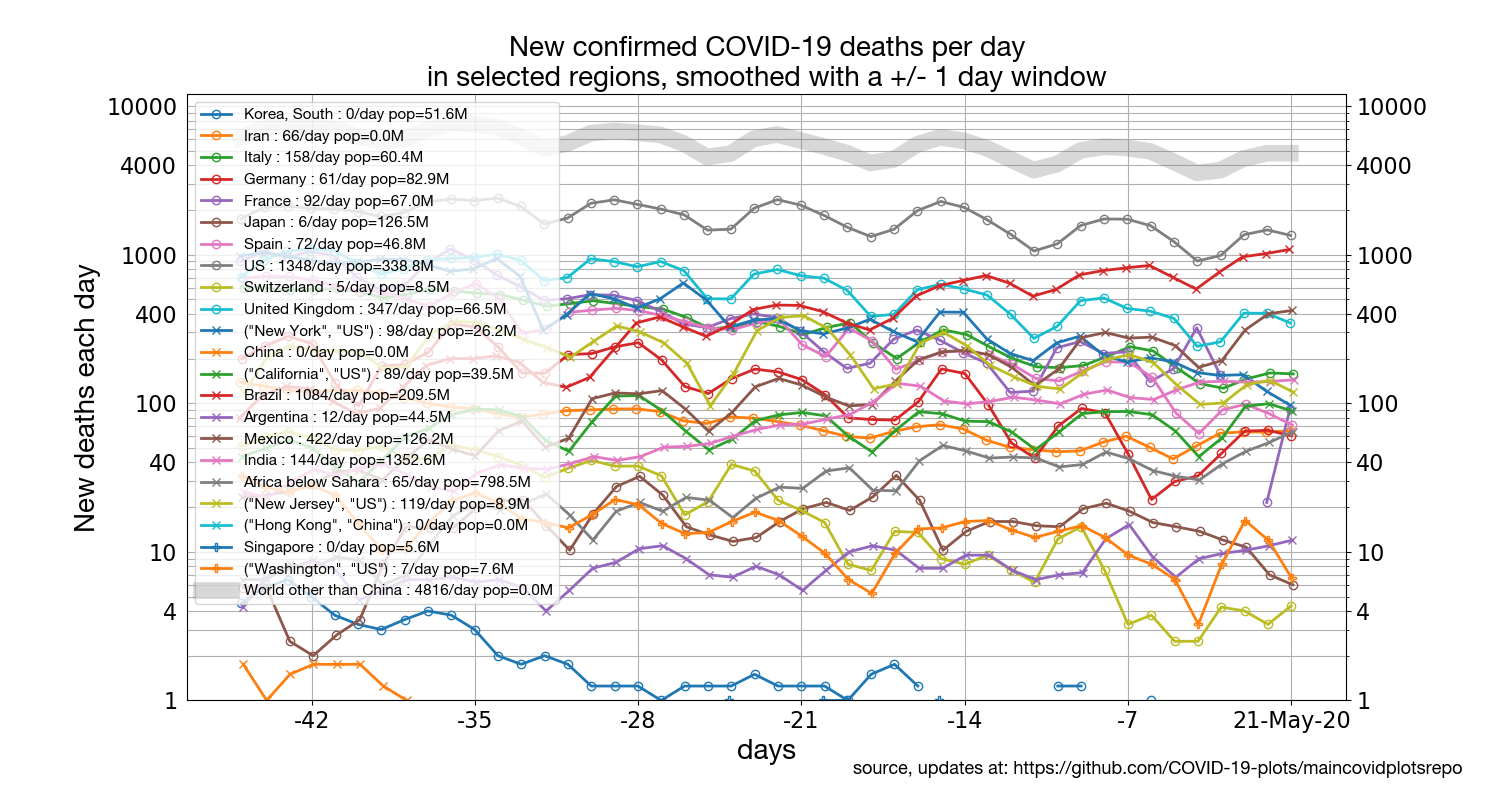 New confirmed COVID-19 deaths per day
in selected regions, smoothed with a +/- 1 day window
New deaths each day
10000
4000
1000
400
100
40
10
4
1
Korea, South : 0/day pop=51.6M
Iran : 66/day pop=0.0M
Italy : 158/day pop=60.4M
Germany : 61/day pop=82.9M
France : 92/day pop=67.0M
Japan : 6/day pop=126.5M
Spain : 72/day pop=46.8M
US : 1348/day pop=338.8M
Switzerland : 5/day pop=8.5M
United Kingdom : 347/day pop=66.5M
("New York", "US") : 98/day pop=26.2M
China : 0/day pop=0.0M
("California", "US") : 89/day pop=39.5M
Brazil : 1084/day pop=209.5M
Argentina : 12/day pop=44.5M
Mexico : 422/day pop=126.2M
India : 144/day pop=1352.6M
Africa below Sahara : 65/day pop=798.5M
("New Jersey", "US") : 119/day pop=8.9M
("Hong Kong", "China") : 0/day pop=0.0M
Singapore : 0/day pop=5.6M
("Washington", "US") : 7/day pop=7.6M
World other than China : 4816/day pop=0.0M
10000
4000
1000
400
100
40
10
4
1
-42 -35 -28 -21 -14 -7 21-May-20
days
source, updates at: https://github.com/COVID-19-plots/maincovidplotsrepo